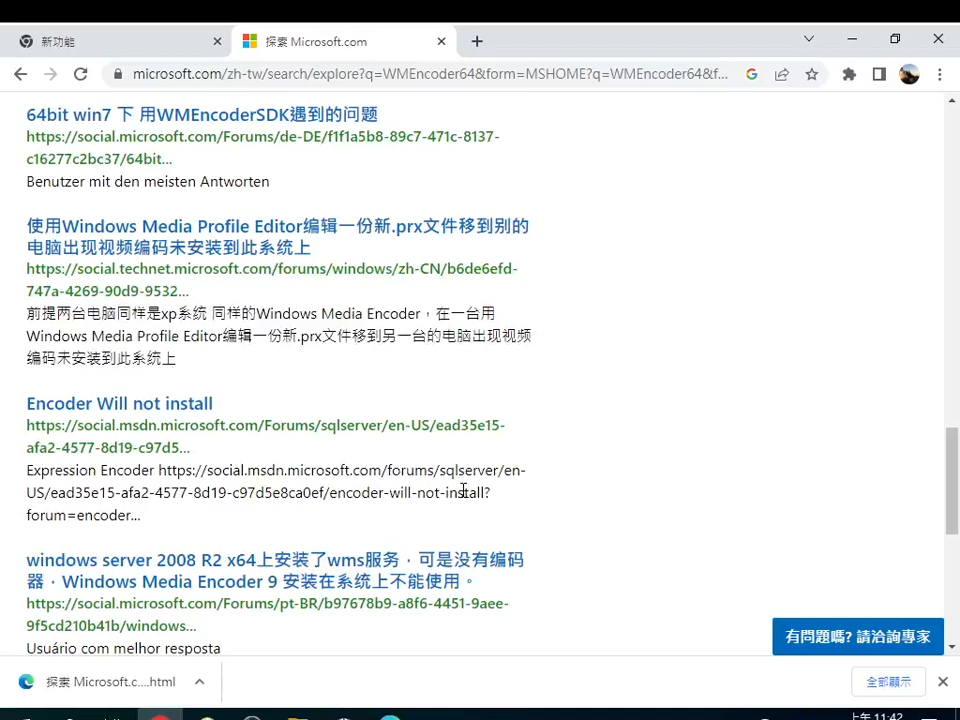 新功能
探索 Microsoft.com
microsoft.com/zh-tw/search/explore?q=WMEncoder64&form=MSHOME?q=WMEncoder64&f...
64bit win7 下 用WMEncoderSDK遇到的问题
https://social.microsoft.com/Forums/de-DE/f1f1a5b8-89c7-471c-8137-
c16277c2bc37/64bit...
Benutzer mit den meisten Antworten
使用Windows Media Profile Editor编辑一份新.prx文件移到别的
电脑出现视频编码未安装到此系统上
https://social.technet.microsoft.com/forums/windows/zh-CN/b6de6efd-
747a-4269-90d9-9532...
前提两台电脑同样是xp系统 同样的Windows Media Encoder，在一台用
Windows Media Profile Editor编辑一份新.prx文件移到另一台的电脑出现视频
编码未安装到此系统上
Encoder Will not install
https://social.msdn.microsoft.com/Forums/sqlserver/en-US/ead35e15-
afa2-4577-8d19-c97d5...
Expression Encoder https://social.msdn.microsoft.com/forums/sqlserver/en-
US/ead35e15-afa2-4577-8d19-c97d5e8ca0ef/encoder-will-not-install?
forum=encoder...
windows server 2008 R2 x64上安装了wms服务，可是没有编码
器，Windows Media Encoder 9 安装在系统上不能使用。
https://social.microsoft.com/Forums/pt-BR/b97678b9-a8f6-4451-9aee-
9f5cd210b41b/windows...
Usuário com melhor resposta
有問題嗎? 請洽詢專家
探索 Microsoft.c....html
全部顯示
上午 11:42